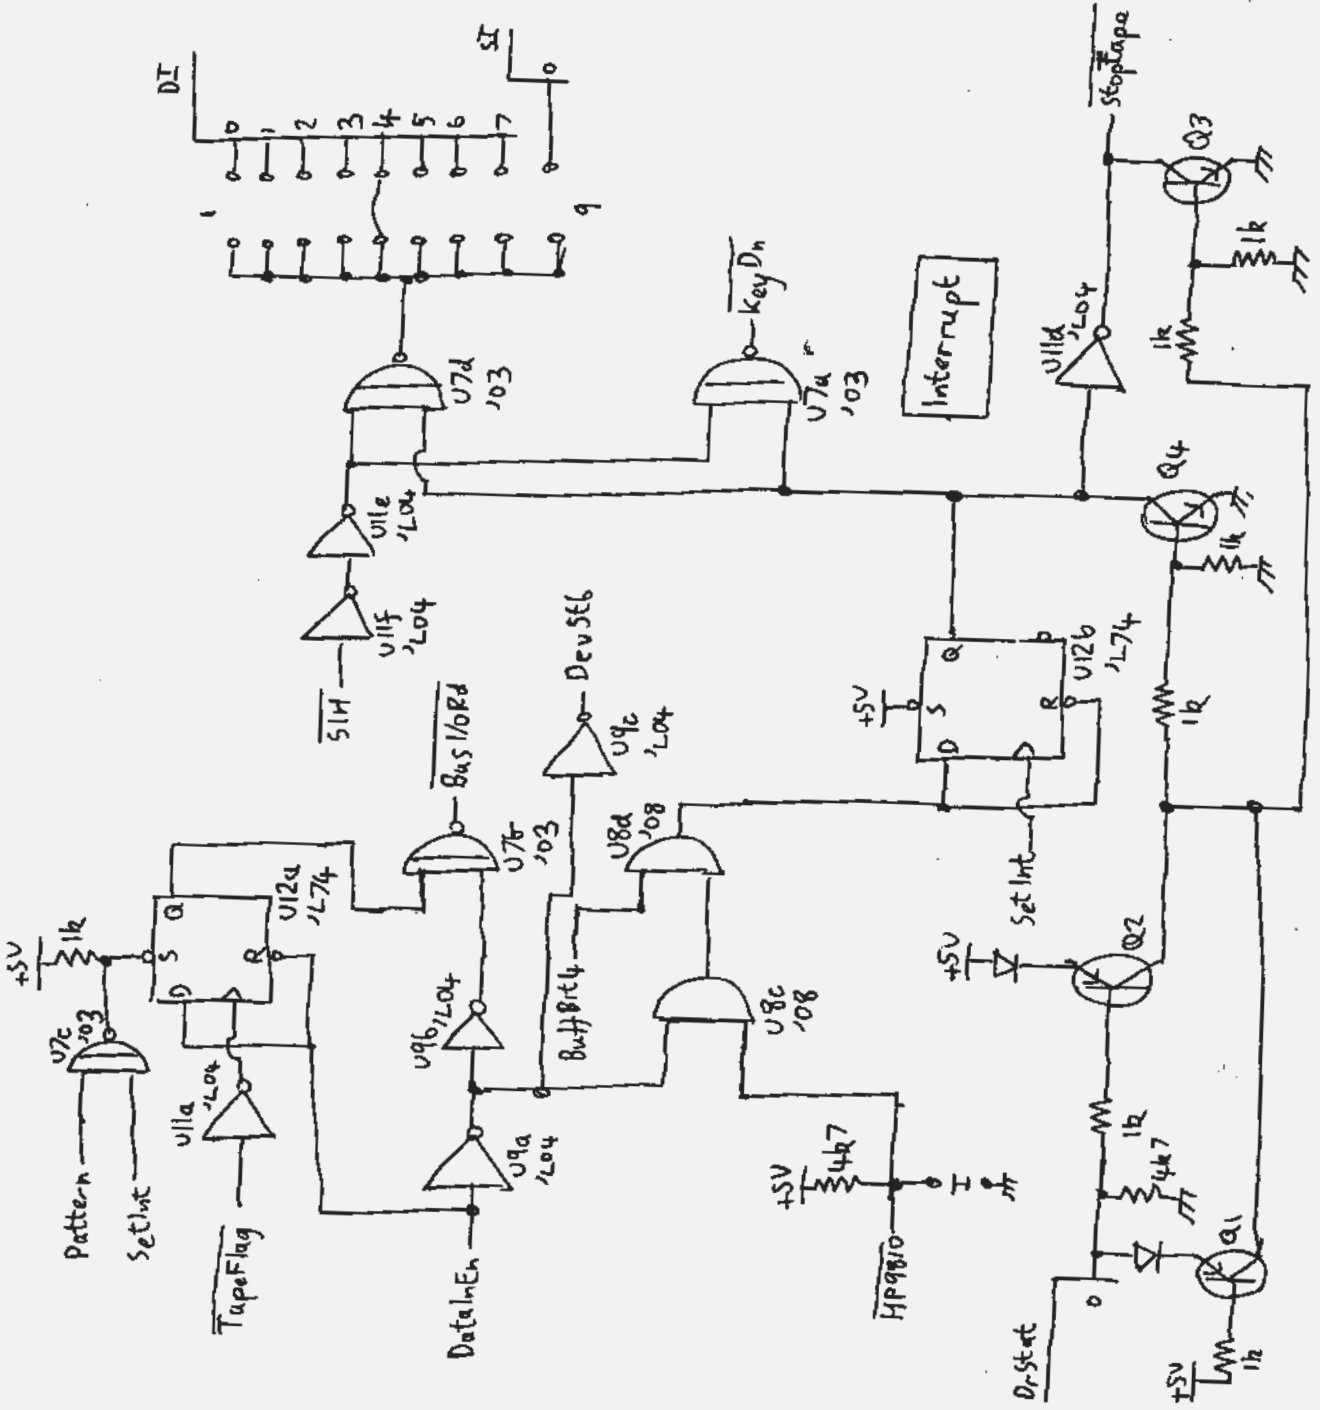 Pattern
SetInt
U7c
'03
+5V
1k
S
D
Q
R
U12a
'L74
TapeFlag
U11a
'L04
DataInEn
U9a
'L04
U9b
'L04
U7b
'03
Bus I/ORd
SIH
U11f
'L04
U11e
'L04
U7d
'03
1
9
DI
0
1
2
3
4
5
6
7
SI
0
U9c
'L04
DevSt6
BuffBit4
U8d
'08
U8c
'08
HP9810
+5V
4k7
I
U7a
'03
KeyDn
Interrupt
+5V
S
D
Q
R
U12b
'L74
SetInt
U11d
'L04
StopTape
Q3
1k
1k
Q4
1k
1k
DrStat
0
4k7
1k
+5V
Q2
Q1
+5V
1k